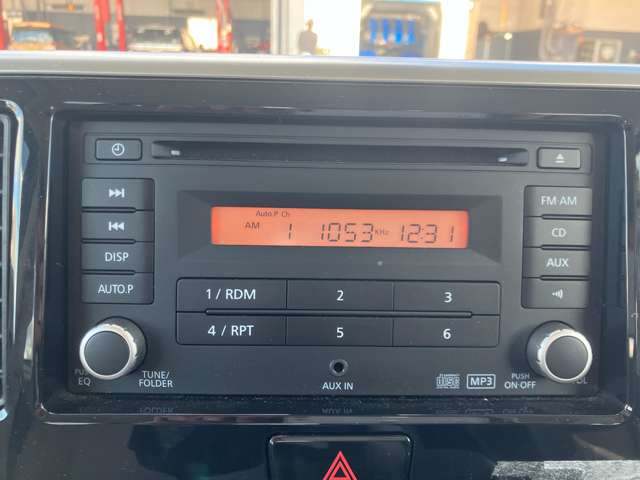 Auto.P Ch
AM 1 1053 KHz 12:31
FM AM
DISP
CD
AUTO.P
AUX
1 / RDM 2 3
4 / RPT 5 6
EQ
TUNE/
FOLDER
AUX IN
MP3
PUSH
ON·OFF